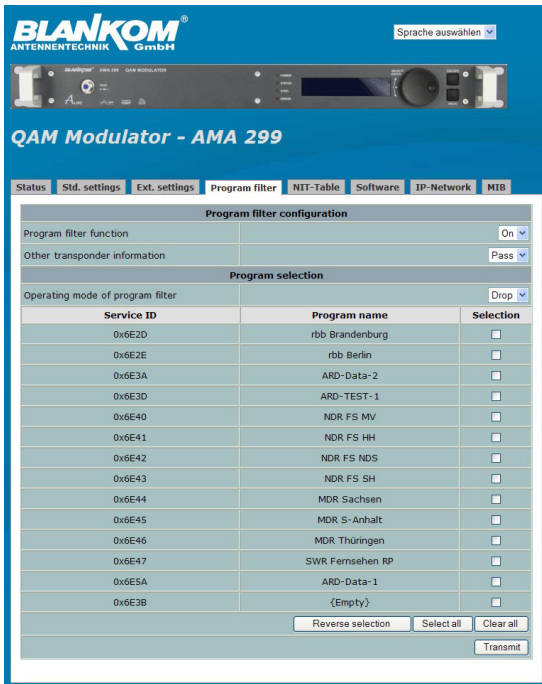 BLANKOM®
ANTENNENTECHNIK GmbH
Sprache auswählen
AMA 299 QAM MODULATOR
QAM Modulator - AMA 299
Status Std. settings Ext. settings Program filter NIT-Table Software IP-Network MIB
Program filter configuration
Program filter function On
Other transponder information Pass
Program selection
Operating mode of program filter Drop
Service ID Program name Selection
0x6E2D rbb Brandenburg
0x6E2E rbb Berlin
0x6E3A ARD-Data-2
0x6E3D ARD-TEST-1
0x6E40 NDR FS MV
0x6E41 NDR FS HH
0x6E42 NDR FS NDS
0x6E43 NDR FS SH
0x6E44 MDR Sachsen
0x6E45 MDR S-Anhalt
0x6E46 MDR Thüringen
0x6E47 SWR Fernsehen RP
0x6E5A ARD-Data-1
0x6E3B {Empty}
Reverse selection Select all Clear all
Transmit